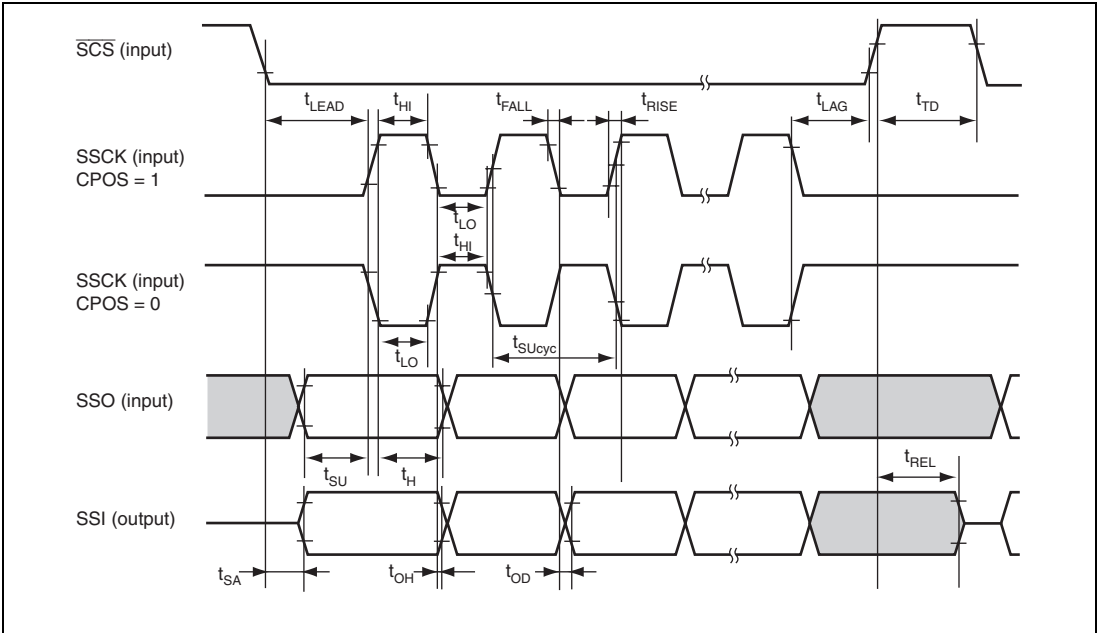 SCS (input)
tLEAD
tHI
tFALL
tRISE
tLAG
tTD
SSCK (input)
CPOS = 1
tLO
tHI
SSCK (input)
CPOS = 0
tLO
tSUcyc
SSO (input)
tSU
tH
tREL
SSI (output)
tSA
tOH
tOD